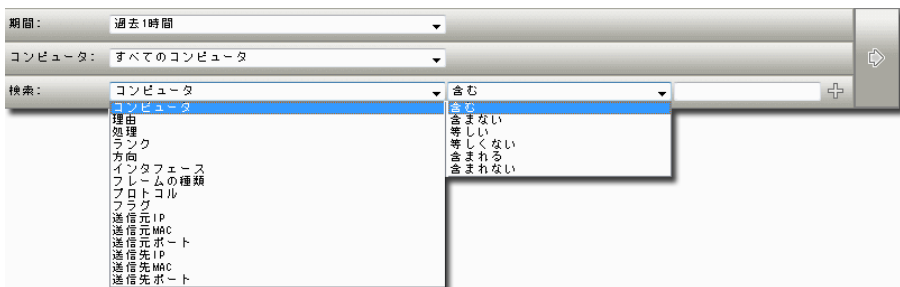 期間: 過去1時間
コンピュータ: すべてのコンピュータ
検索: コンピュータ 含む
コンピュータ 含む
理由 含まない
処理 等しい
ランク 等しくない
方向 含まれる
インタフェース 含まれない
フレームの種類
プロトコル
フラグ
送信元IP
送信元MAC
送信元ポート
送信先IP
送信先MAC
送信先ポート